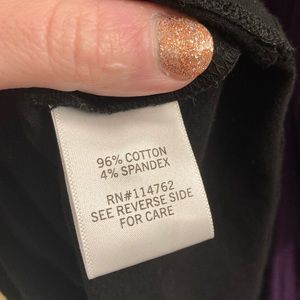 96% COTTON
4% SPANDEX
RN#114762
SEE REVERSE SIDE
FOR CARE